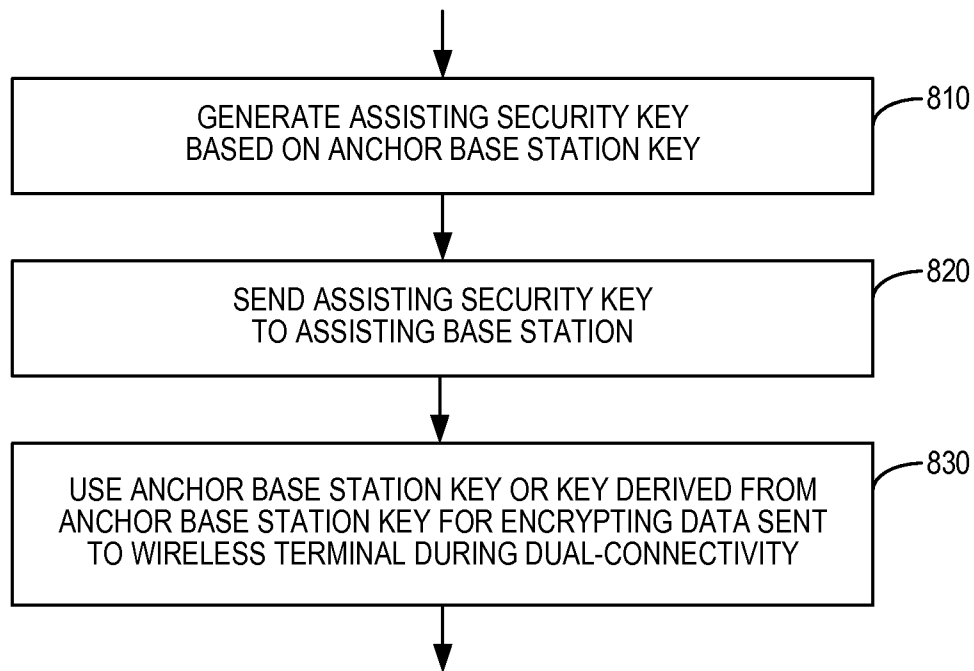 GENERATE ASSISTING SECURITY KEY
BASED ON ANCHOR BASE STATION KEY
810
SEND ASSISTING SECURITY KEY
TO ASSISTING BASE STATION
820
USE ANCHOR BASE STATION KEY OR KEY DERIVED FROM
ANCHOR BASE STATION KEY FOR ENCRYPTING DATA SENT
TO WIRELESS TERMINAL DURING DUAL-CONNECTIVITY
830